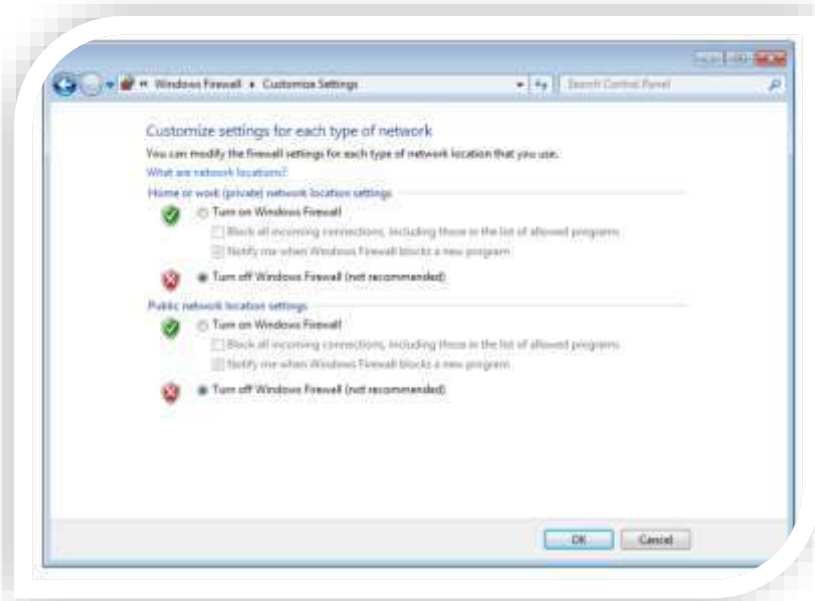 Windows Firewall Customize Settings
Search Control Panel
Customize settings for each type of network
You can modify the firewall settings for each type of network location that you use.
What are network locations?
Home or work (private) network location settings
Turn on Windows Firewall
Block all incoming connections, including those in the list of allowed programs
Notify me when Windows Firewall blocks a new program
Turn off Windows Firewall (not recommended)
Public network location settings
Turn on Windows Firewall
Block all incoming connections, including those in the list of allowed programs
Notify me when Windows Firewall blocks a new program
Turn off Windows Firewall (not recommended)
OK Cancel